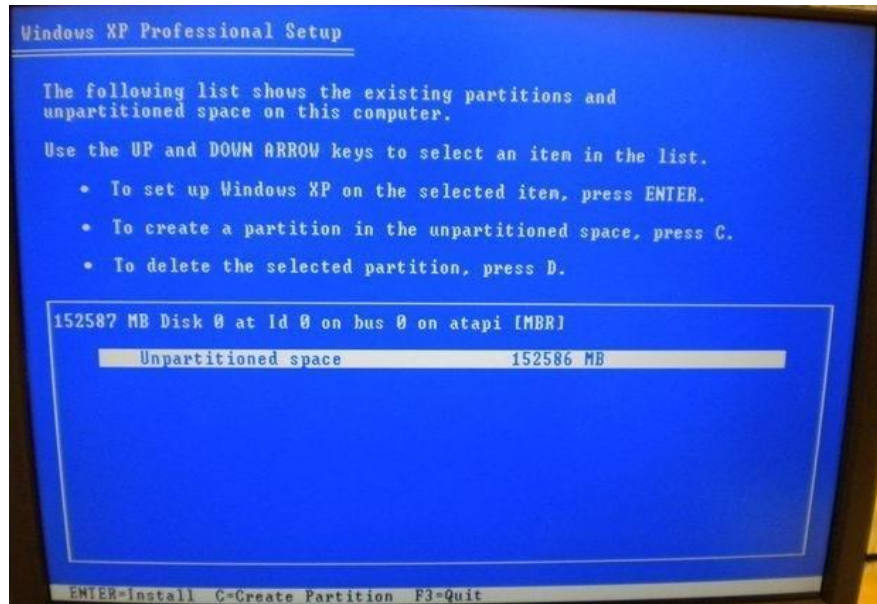 Windows XP Professional Setup
The following list shows the existing partitions and
unpartitioned space on this computer.
Use the UP and DOWN ARROW keys to select an item in the list.
• To set up Windows XP on the selected item, press ENTER.
• To create a partition in the unpartitioned space, press C.
• To delete the selected partition, press D.
152587 MB Disk 0 at Id 0 on bus 0 on atapi [MBR]
Unpartitioned space 152586 MB
ENTER=Install C=Create Partition F3=Quit